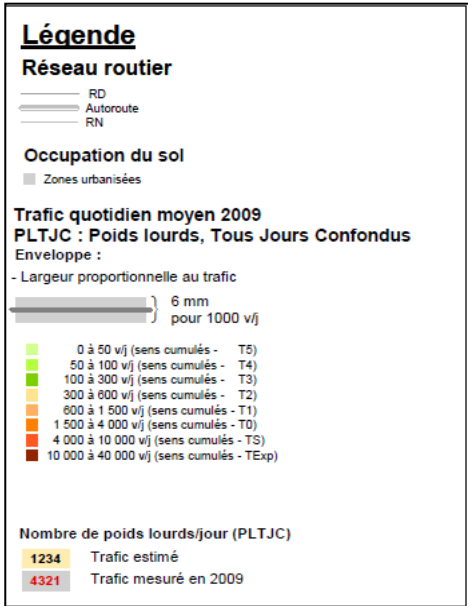 Légende
Réseau routier
RD
Autoroute
RN
Occupation du sol
Zones urbanisées
Trafic quotidien moyen 2009
PLTJC : Poids lourds, Tous Jours Confondus
Enveloppe :
- Largeur proportionnelle au trafic
6 mm
pour 1000 v/j
0 à 50 v/j (sens cumulés - T5)
50 à 100 v/j (sens cumulés - T4)
100 à 300 v/j (sens cumulés - T3)
300 à 600 v/j (sens cumulés - T2)
600 à 1 500 v/j (sens cumulés - T1)
1 500 à 4 000 v/j (sens cumulés - T0)
4 000 à 10 000 v/j (sens cumulés - TS)
10 000 à 40 000 v/j (sens cumulés - TExp)
Nombre de poids lourds/jour (PLTJC)
1234 Trafic estimé
4321 Trafic mesuré en 2009